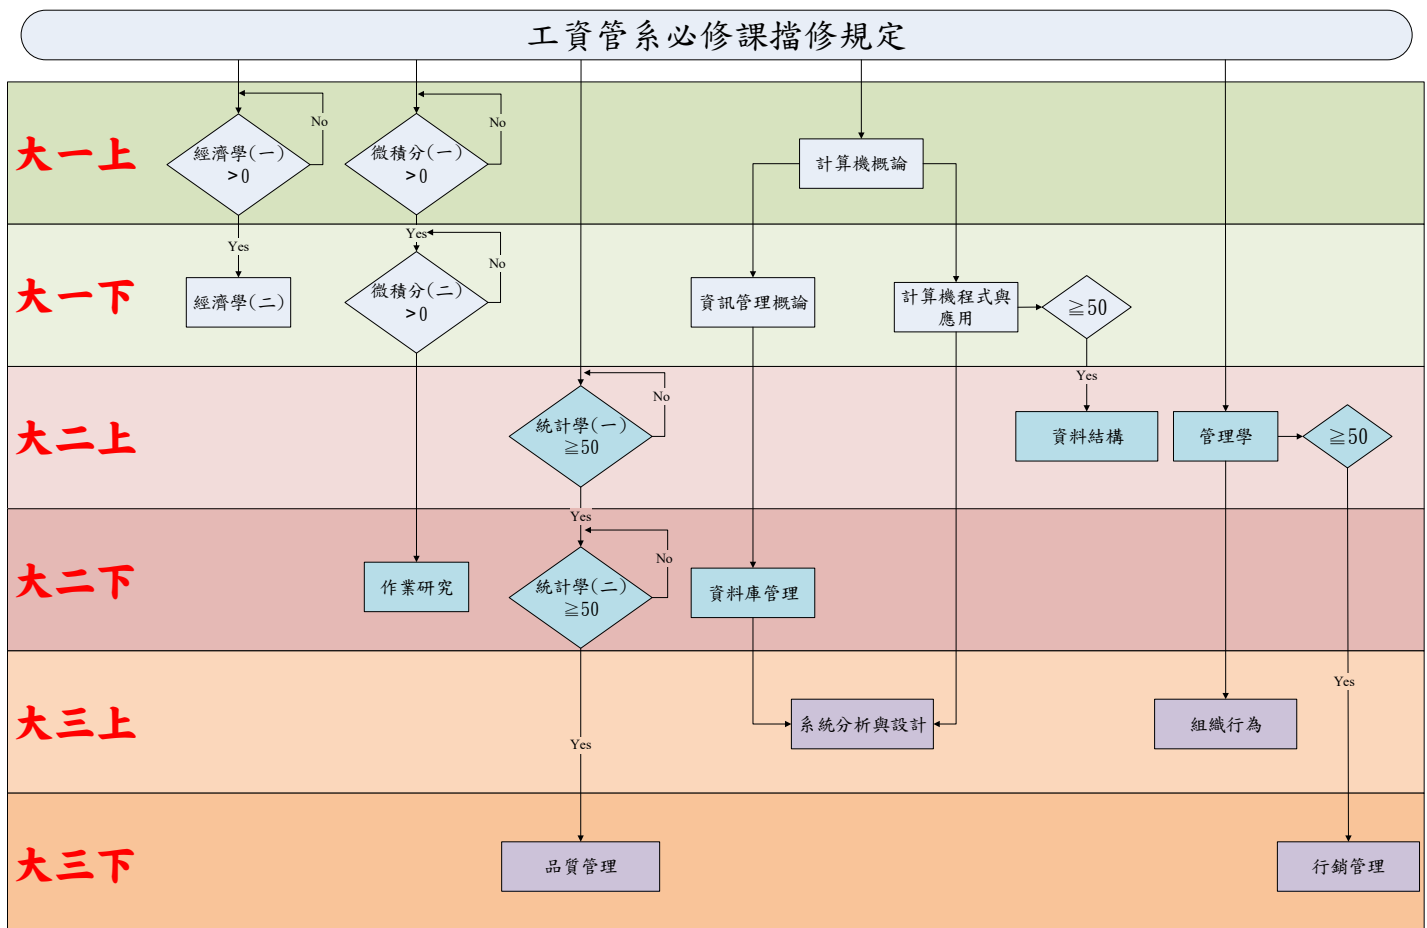 工資管系必修課擋修規定
大一上
經濟學(一)
>0
No
微積分(一)
>0
No
計算機概論
Yes
Yes
大一下
經濟學(二)
微積分(二)
>0
No
資訊管理概論
計算機程式與
應用
≧50
Yes
大二上
統計學(一)
≧50
No
資料結構
管理學
≧50
Yes
大二下
作業研究
統計學(二)
≧50
No
資料庫管理
大三上
Yes
系統分析與設計
組織行為
Yes
大三下
品質管理
行銷管理